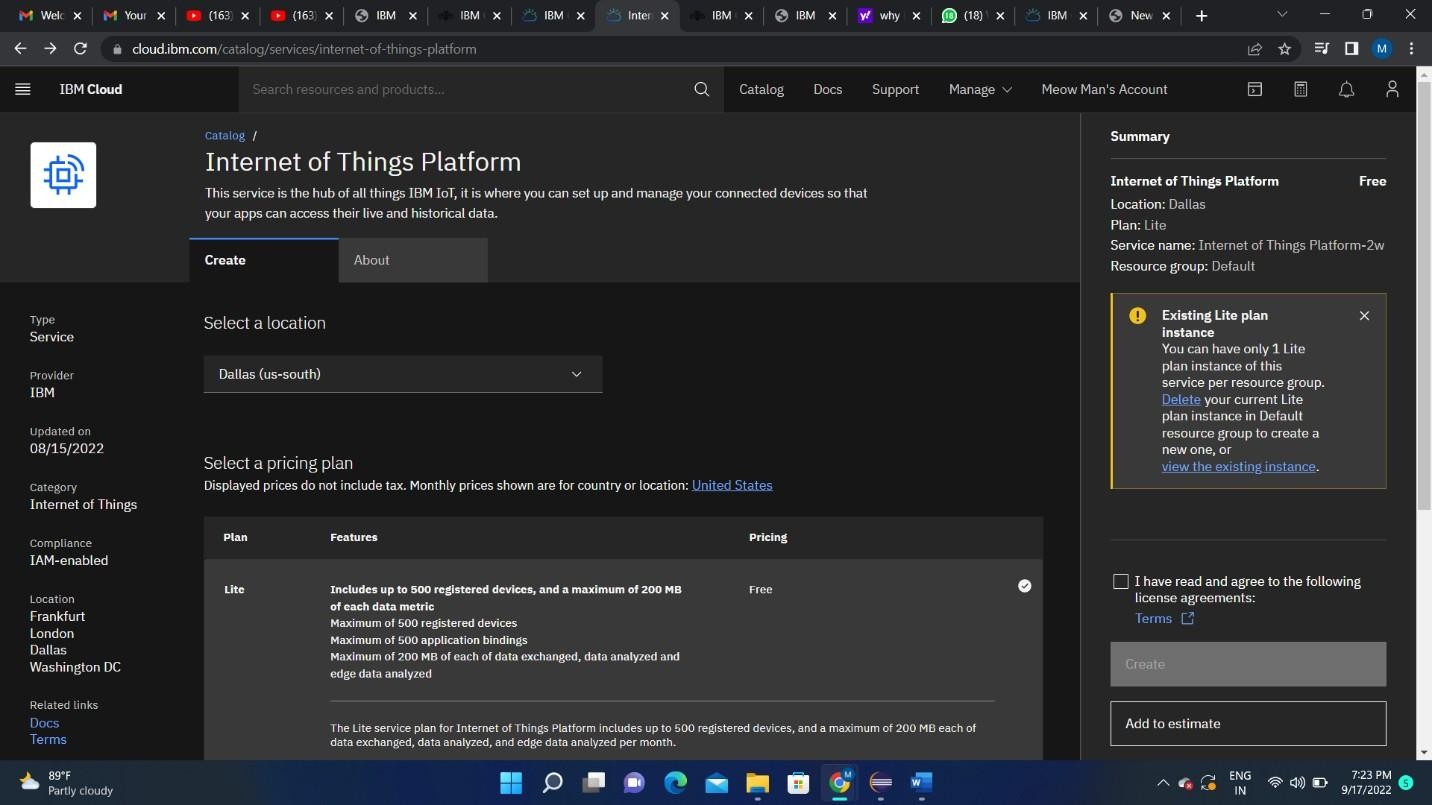 Welc
Your
(163)
(163)
IBM
IBM
IBM
Inter
IBM
IBM
why
(18)
IBM
New
cloud.ibm.com/catalog/services/internet-of-things-platform
M
IBM Cloud
Search resources and products...
Catalog
Docs
Support
Manage
Meow Man's Account
Catalog /
Internet of Things Platform
This service is the hub of all things IBM IoT, it is where you can set up and manage your connected devices so that
your apps can access their live and historical data.
Create
About
Type
Service
Provider
IBM
Updated on
08/15/2022
Category
Internet of Things
Compliance
IAM-enabled
Location
Frankfurt
London
Dallas
Washington DC
Related links
Docs
Terms
Select a location
Dallas (us-south)
Select a pricing plan
Displayed prices do not include tax. Monthly prices shown are for country or location: United States
Plan
Features
Pricing
Lite
Includes up to 500 registered devices, and a maximum of 200 MB
of each data metric
Maximum of 500 registered devices
Maximum of 500 application bindings
Maximum of 200 MB of each of data exchanged, data analyzed and
edge data analyzed
Free
The Lite service plan for Internet of Things Platform includes up to 500 registered devices, and a maximum of 200 MB each of
data exchanged, data analyzed, and edge data analyzed per month.
Summary
Internet of Things Platform Free
Location: Dallas
Plan: Lite
Service name: Internet of Things Platform-2w
Resource group: Default
Existing Lite plan
instance
You can have only 1 Lite
plan instance of this
service per resource group.
Delete your current Lite
plan instance in Default
resource group to create a
new one, or
view the existing instance.
I have read and agree to the following
license agreements:
Terms
Create
Add to estimate
89°F
Partly cloudy
ENG
IN
7:23 PM
9/17/2022
5